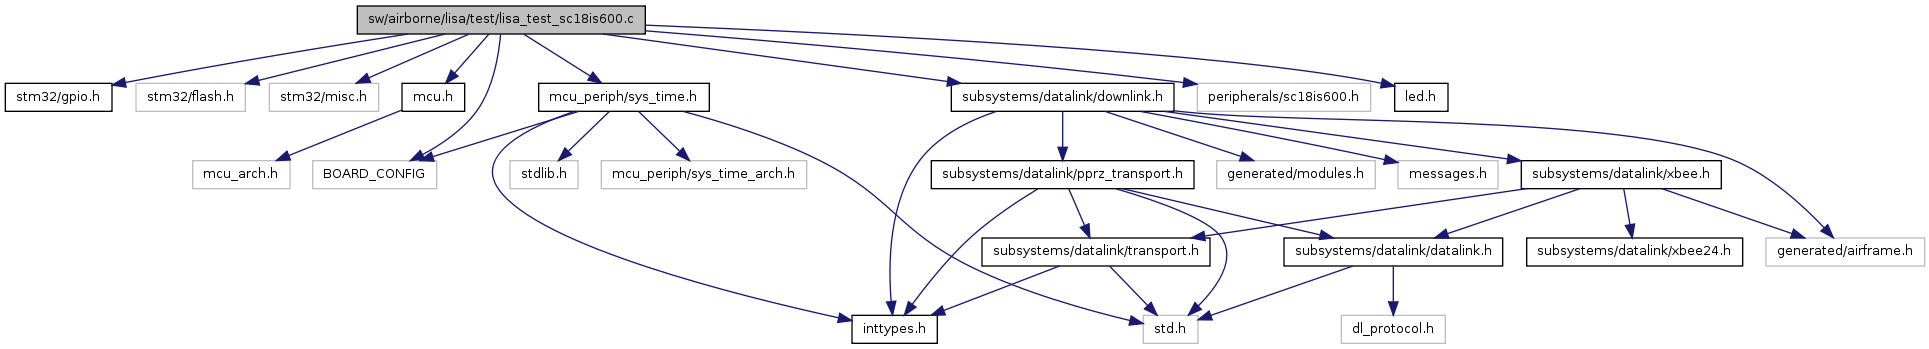 sw/airborne/lisa/test/lisa_test_sc18is600.c
stm32/gpio.h
stm32/flash.h
stm32/misc.h
mcu.h
mcu_periph/sys_time.h
subsystems/datalink/downlink.h
peripherals/sc18is600.h
led.h
mcu_arch.h
BOARD_CONFIG
stdlib.h
mcu_periph/sys_time_arch.h
subsystems/datalink/pprz_transport.h
generated/modules.h
messages.h
subsystems/datalink/xbee.h
subsystems/datalink/transport.h
subsystems/datalink/datalink.h
subsystems/datalink/xbee24.h
generated/airframe.h
inttypes.h
std.h
dl_protocol.h